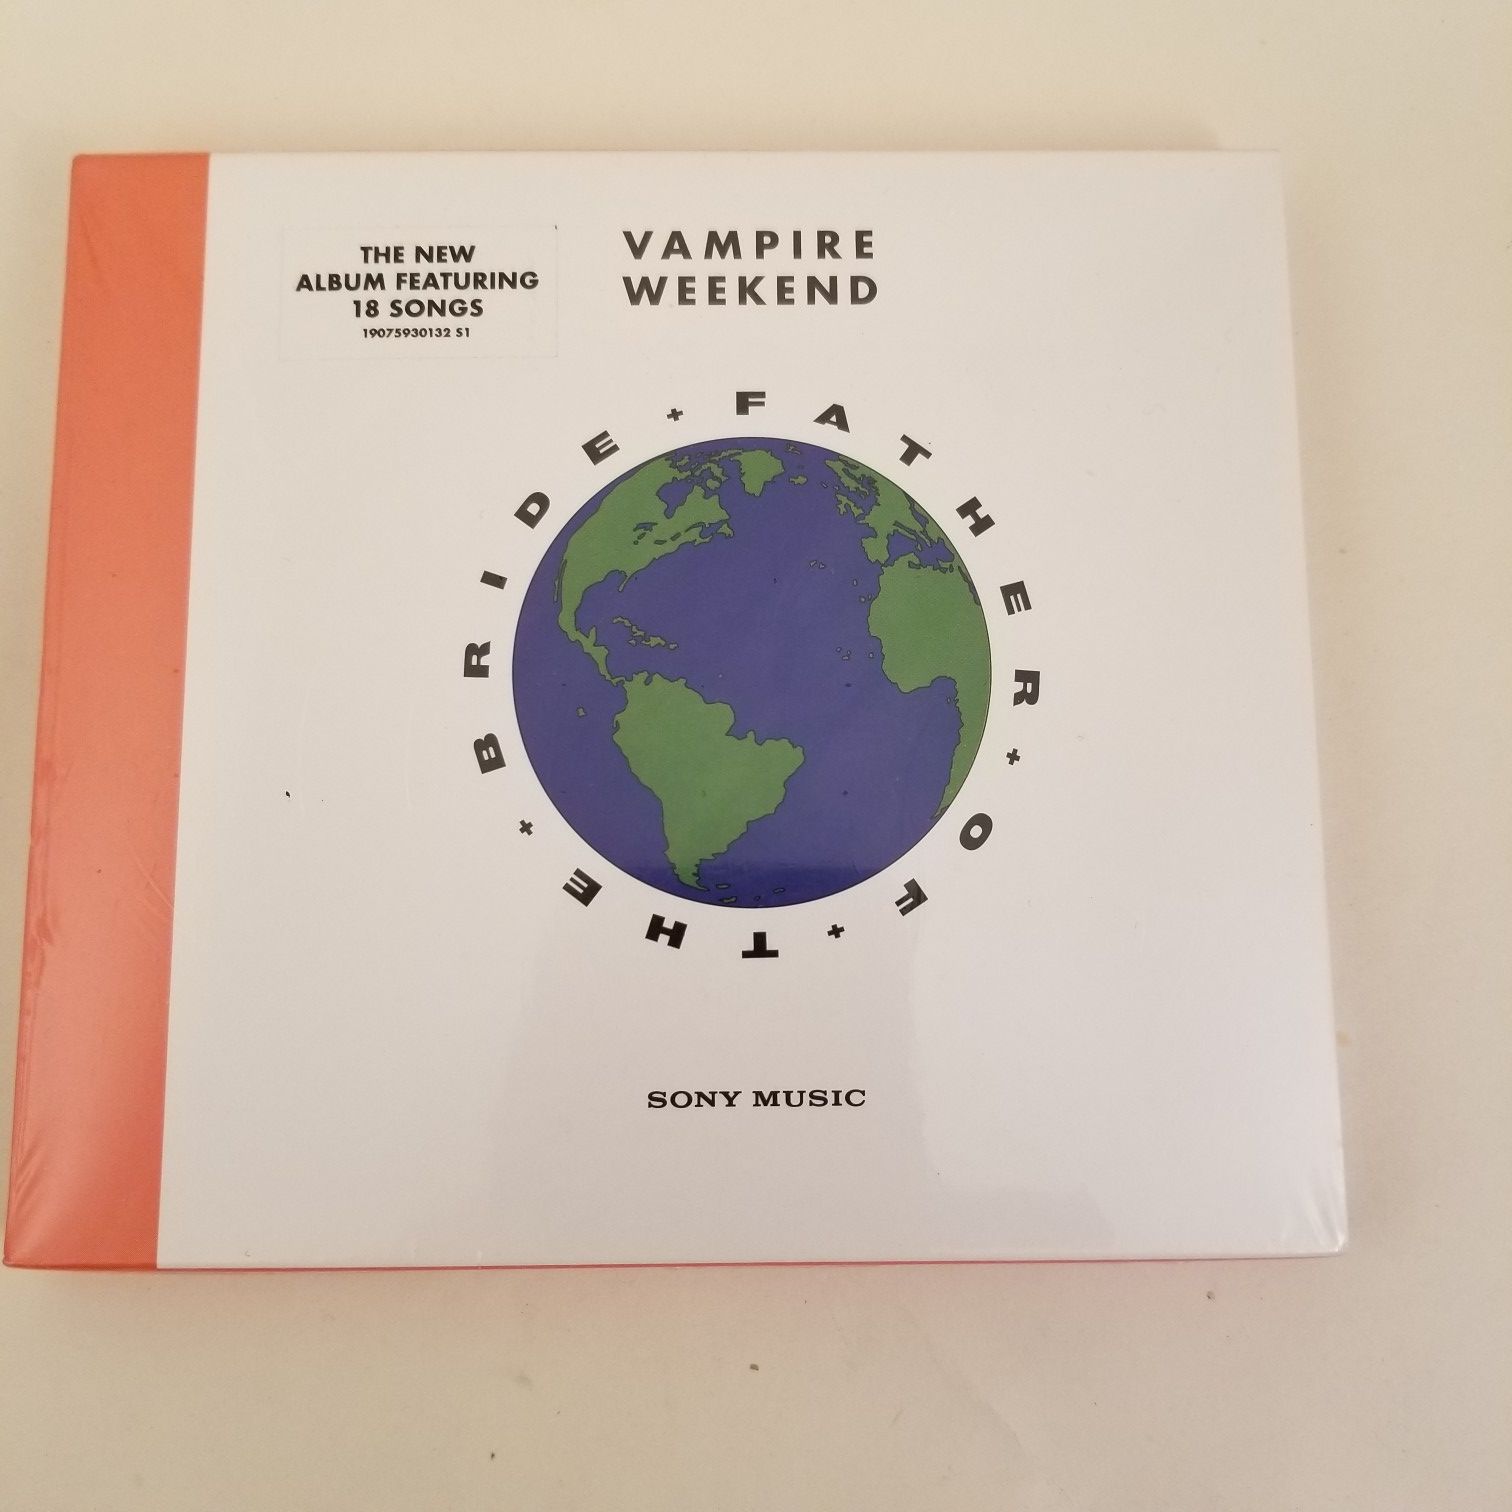 THE NEW
ALBUM FEATURING
18 SONGS
19075930132 S1
VAMPIRE
WEEKEND
FATHER + OF + THE + BRIDE +
SONY MUSIC